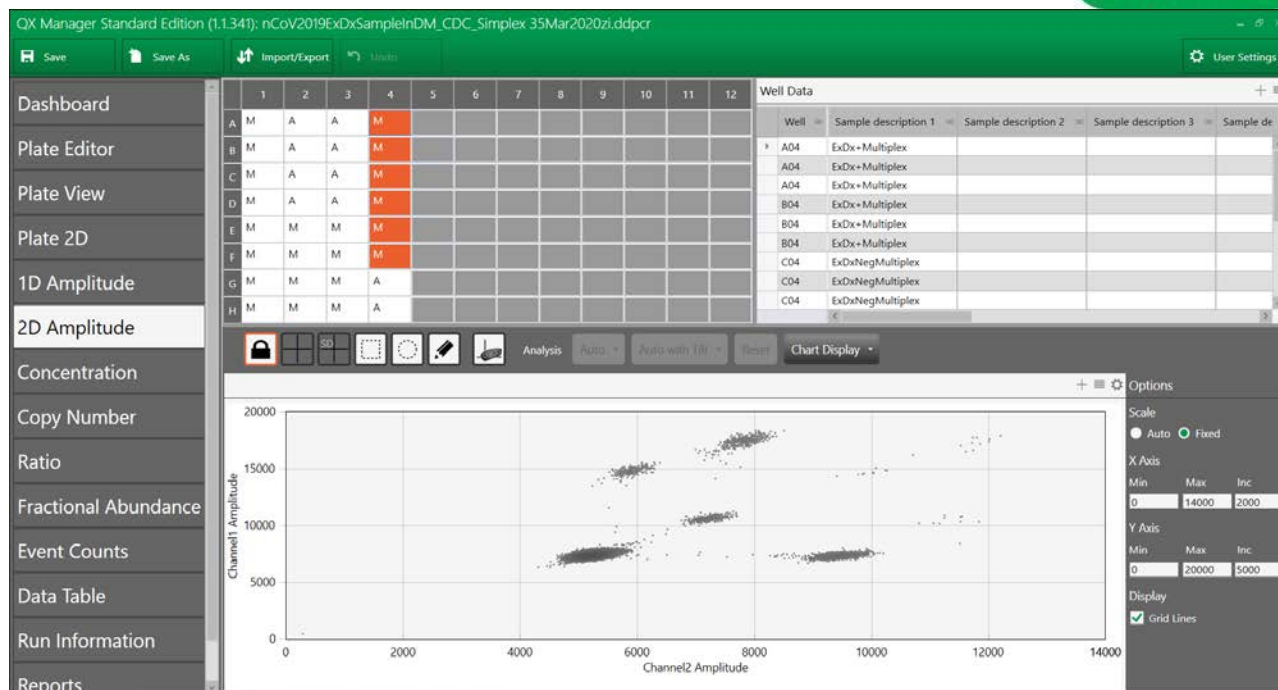 QX Manager Standard Edition (1.1.341): nCoV2019ExDxSampleInDM_CDC_Simplex 35Mar2020zi.ddpcr
Save
Save As
Import/Export
Undo
User Settings
Dashboard
Plate Editor
Plate View
Plate 2D
1D Amplitude
2D Amplitude
Concentration
Copy Number
Ratio
Fractional Abundance
Event Counts
Data Table
Run Information
Reports
1 2 3 4 5 6 7 8 9 10 11 12
A M A A M
B M A A M
C M A A M
D M A A M
E M M M M
F M M M M
G M M M A
H M M M A
Well Data
Well Sample description 1 Sample description 2 Sample description 3 Sample de
A04 ExDx+Multiplex
A04 ExDx+Multiplex
A04 ExDx+Multiplex
B04 ExDx+Multiplex
B04 ExDx+Multiplex
B04 ExDx+Multiplex
C04 ExDxNegMultiplex
C04 ExDxNegMultiplex
C04 ExDxNegMultiplex
SD
Analysis
Auto
Auto with Tilt
Reset
Chart Display
20000
15000
10000
5000
0
Channel1 Amplitude
0 2000 4000 6000 8000 10000 12000 14000
Channel2 Amplitude
Options
Scale
Auto Fixed
X Axis
Min Max Inc
0 14000 2000
Y Axis
Min Max Inc
0 20000 5000
Display
Grid Lines